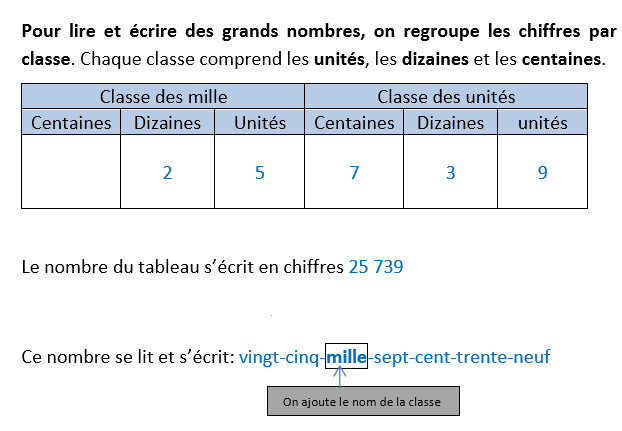 Pour lire et écrire des grands nombres, on regroupe les chiffres par
classe. Chaque classe comprend les unités, les dizaines et les centaines.
Classe des mille Classe des unités
Centaines Dizaines Unités Centaines Dizaines unités
2 5 7 3 9
Le nombre du tableau s’écrit en chiffres 25 739
Ce nombre se lit et s’écrit: vingt-cinq-mille-sept-cent-trente-neuf
On ajoute le nom de la classe